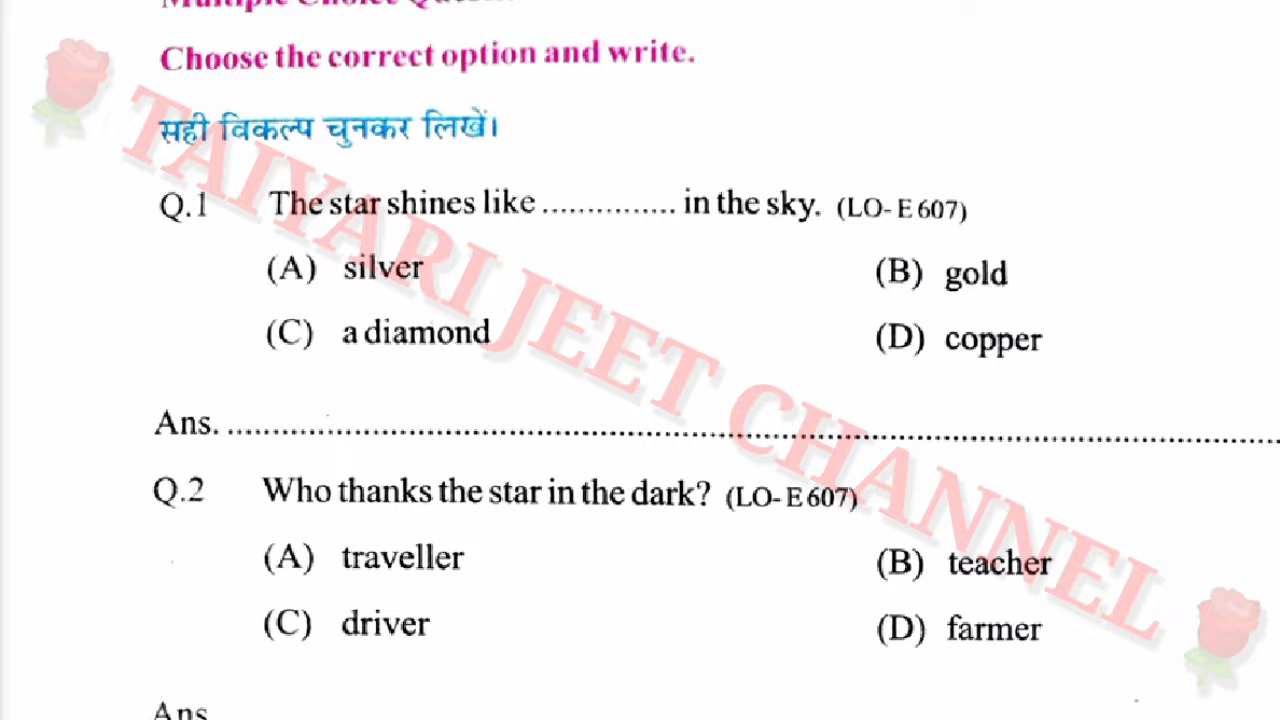 Choose the correct option and write.
सही विकल्प चुनकर लिखें।
Q.1 The star shines like ............... in the sky. (LO- E 607)
(A) silver (B) gold
(C) a diamond (D) copper
Ans. ................................................................................................
Q.2 Who thanks the star in the dark? (LO- E 607)
(A) traveller (B) teacher
(C) driver (D) farmer
Ans
TAIYARI JEET CHANNEL